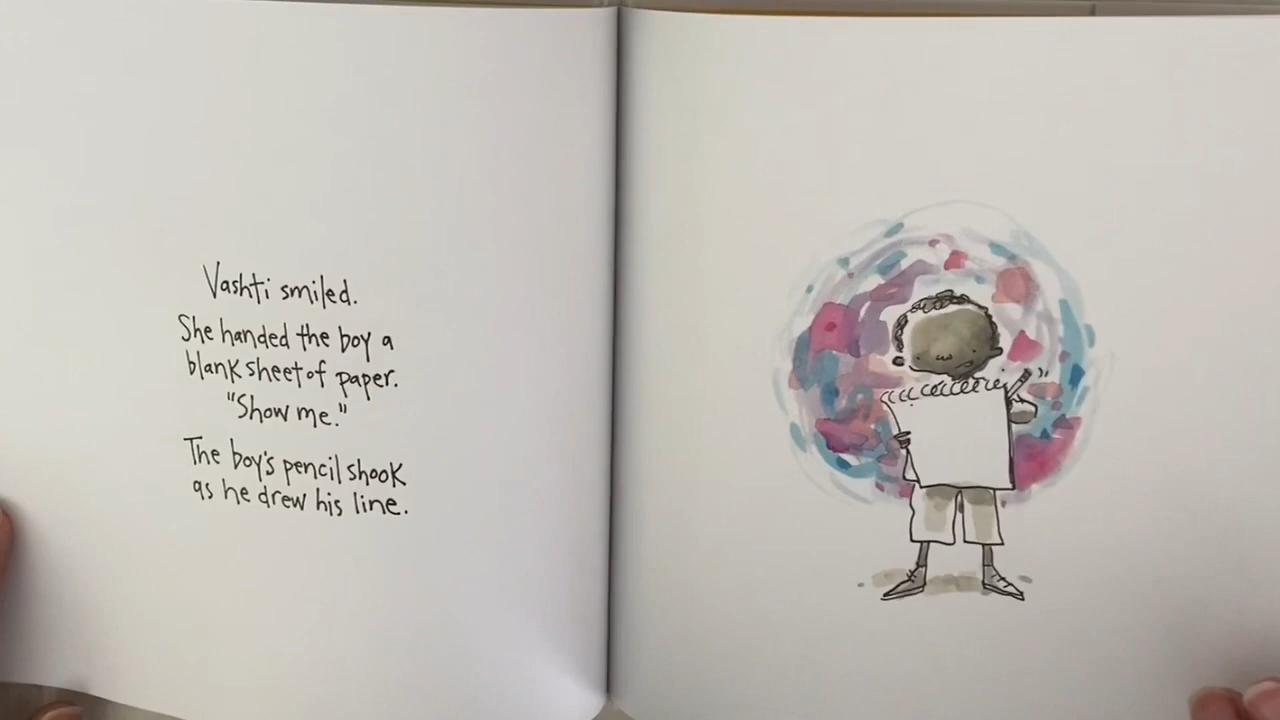 Vashti smiled.
She handed the boy a
blank sheet of paper.
"Show me."
The boy's pencil shook
as he drew his line.